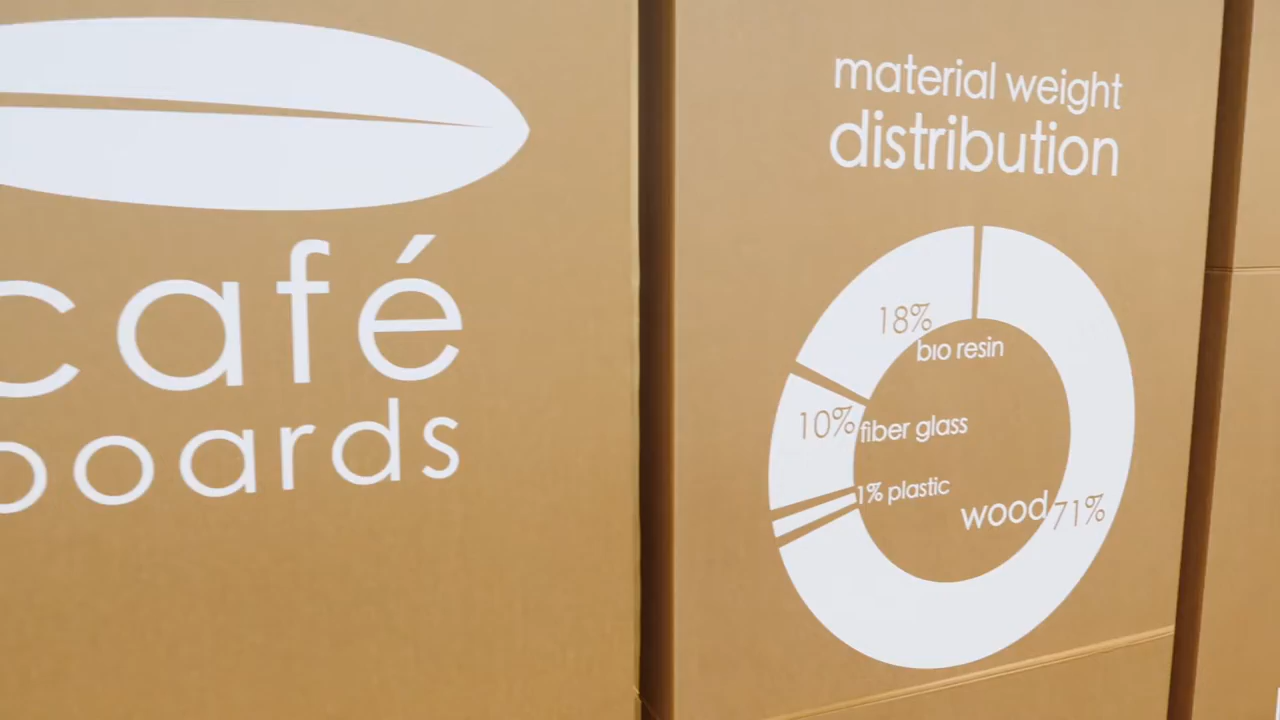 café
boards
material weight
distribution
18%
bio resin
10% fiber glass
1% plastic
wood 71%